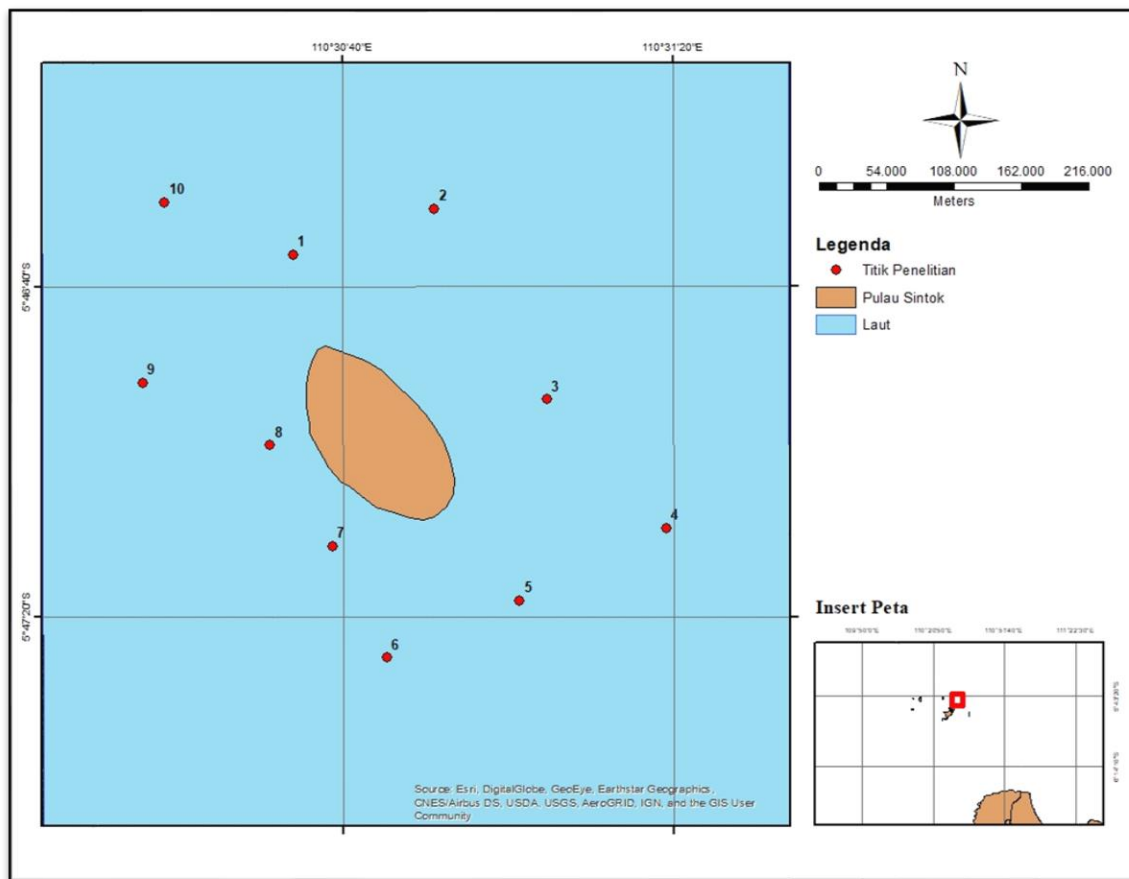 110°30'40"E
110°31'20"E
10
2
1
5°46'40"S
9
3
8
4
7
5
5°47'20"S
6
Source: Esri, DigitalGlobe, GeoEye, Earthstar Geographics,
CNES/Airbus DS, USDA, USGS, AeroGRID, IGN, and the GIS User
Community
N
0 54.000 108.000 162.000 216.000
Meters
Legenda
Titik Penelitian
Pulau Sintok
Laut
Insert Peta